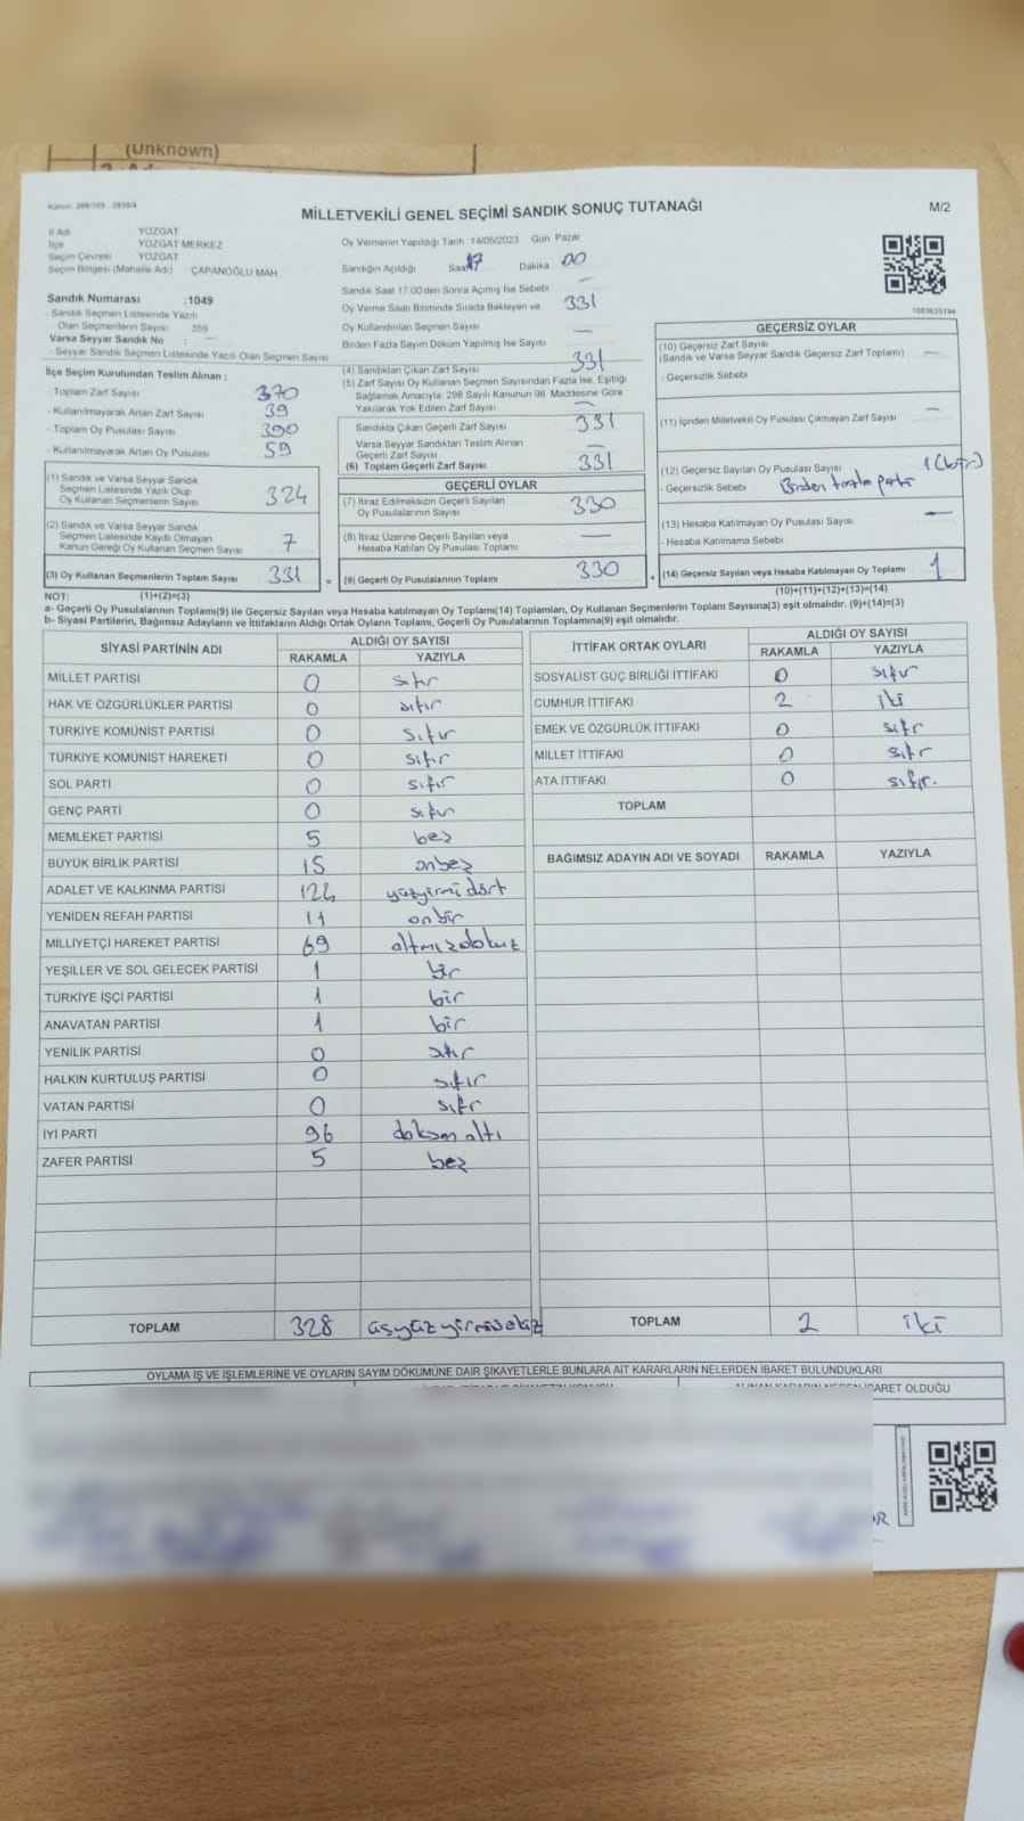 (Unknown)
MİLLETVEKİLİ GENEL SEÇİMİ SANDIK SONUÇ TUTANAĞI
M/2
İl Adı YOZGAT
İlçe YOZGAT MERKEZ
Seçim Çevresi YOZGAT
Seçim Bölgesi (Mahalle Adı) ÇAPANOĞLU MAH.
Oy Vermenin Yapıldığı Tarih :14/05/2023 Gün Pazar
Sandığın Açıldığı Saat 17 Dakika 00
Sandık Saat 17:00'den Sonra Açılmış İse Sebebi —
Oy Verme Saati Bitiminde Sırada Bekleyen ve
Oy Kullandırılan Seçmen Sayısı 331
Birden Fazla Sayım Döküm Yapılmış İse Sayısı —
Sandık Numarası :1049
- Sandık Seçmen Listesinde Yazılı
Olan Seçmenlerin Sayısı
Varsa Seyyar Sandık No : —
- Seyyar Sandık Seçmen Listesinde Yazılı Olan Seçmen Sayısı
İlçe Seçim Kurulundan Teslim Alınan :
- Toplam Zarf Sayısı 370
- Kullanılmayarak Artan Zarf Sayısı 39
- Toplam Oy Pusulası Sayısı 390
- Kullanılmayarak Artan Oy Pusulası 59
(1) Sandık ve Varsa Seyyar Sandık
Seçmen Listesinde Yazılı Olup
Oy Kullanan Seçmenlerin Sayısı 324
(2) Sandık ve Varsa Seyyar Sandık
Seçmen Listesinde Kaydı Olmayan
Kanun Gereği Oy Kullanan Seçmen Sayısı 7
(3) Oy Kullanan Seçmenlerin Toplam Sayısı 331
(4) Sandıktan Çıkan Zarf Sayısı 331
(5) Zarf Sayısı Oy Kullanan Seçmen Sayısından Fazla İse, Eşitliği
Sağlamak Amacıyla, 298 Sayılı Kanunun 98. Maddesine Göre
Yakılarak Yok Edilen Zarf Sayısı —
Sandıkta Çıkan Geçerli Zarf Sayısı 331
Varsa Seyyar Sandıktan Teslim Alınan
Geçerli Zarf Sayısı —
(6) Toplam Geçerli Zarf Sayısı 331
GEÇERLİ OYLAR
(7) İtiraz Edilmeksizin Geçerli Sayılan
Oy Pusulalarının Sayısı 330
(8) İtiraz Üzerine Geçerli Sayılan veya
Hesaba Katılan Oy Pusulası Toplamı —
(9) Geçerli Oy Pusulalarının Toplamı 330
GEÇERSİZ OYLAR
(10) Geçersiz Zarf Sayısı
(Sandık ve Varsa Seyyar Sandık Geçersiz Zarf Toplamı) —
- Geçersizlik Sebebi
(11) İçinden Milletvekili Oy Pusulası Çıkmayan Zarf Sayısı —
(12) Geçersiz Sayılan Oy Pusulası Sayısı 1 (bir)
- Geçersizlik Sebebi Birden fazla parti
(13) Hesaba Katılmayan Oy Pusulası Sayısı —
- Hesaba Katılmama Sebebi
(14) Geçersiz Sayılan veya Hesaba Katılmayan Oy Toplamı 1
NOT: (1)+(2)=(3) (10)+(11)+(12)+(13)=(14)
a- Geçerli Oy Pusulalarının Toplamı(9) ile Geçersiz Sayılan veya Hesaba katılmayan Oy Toplamı(14) Toplamları, Oy Kullanan Seçmenlerin Toplam Sayısına(3) eşit olmalıdır. (9)+(14)=(3)
b- Siyasi Partilerin, Bağımsız Adayların ve İttifakların Aldığı Ortak Oyların Toplamı, Geçerli Oy Pusulalarının Toplamına(9) eşit olmalıdır.
SİYASİ PARTİNİN ADI ALDIĞI OY SAYISI
RAKAMLA YAZIYLA
MİLLET PARTİSİ 0 sıfır
HAK VE ÖZGÜRLÜKLER PARTİSİ 0 sıfır
TÜRKİYE KOMÜNİST PARTİSİ 0 sıfır
TÜRKİYE KOMÜNİST HAREKETİ 0 sıfır
SOL PARTİ 0 sıfır
GENÇ PARTİ 0 sıfır
MEMLEKET PARTİSİ 5 beş
BÜYÜK BİRLİK PARTİSİ 15 onbeş
ADALET VE KALKINMA PARTİSİ 124 yüzyirmidört
YENİDEN REFAH PARTİSİ 11 onbir
MİLLİYETÇİ HAREKET PARTİSİ 69 altmışdokuz
YEŞİLLER VE SOL GELECEK PARTİSİ 1 bir
TÜRKİYE İŞÇİ PARTİSİ 1 bir
ANAVATAN PARTİSİ 1 bir
YENİLİK PARTİSİ 0 sıfır
HALKIN KURTULUŞ PARTİSİ 0 sıfır
VATAN PARTİSİ 0 sıfır
İYİ PARTİ 96 doksan altı
ZAFER PARTİSİ 5 beş
TOPLAM 328 üçyüzyirmisekiz
İTTİFAK ORTAK OYLARI ALDIĞI OY SAYISI
RAKAMLA YAZIYLA
SOSYALİST GÜÇ BİRLİĞİ İTTİFAKI 0 sıfır
CUMHUR İTTİFAKI 2 iki
EMEK VE ÖZGÜRLÜK İTTİFAKI 0 sıfır
MİLLET İTTİFAKI 0 sıfır
ATA İTTİFAKI 0 sıfır.
TOPLAM
BAĞIMSIZ ADAYIN ADI VE SOYADI RAKAMLA YAZIYLA
TOPLAM 2 iki
OYLAMA İŞ VE İŞLEMLERİNE VE OYLARIN SAYIM DÖKÜMÜNE DAİR ŞİKAYETLERLE BUNLARA AİT KARARLARIN NELERDEN İBARET BULUNDUKLARI